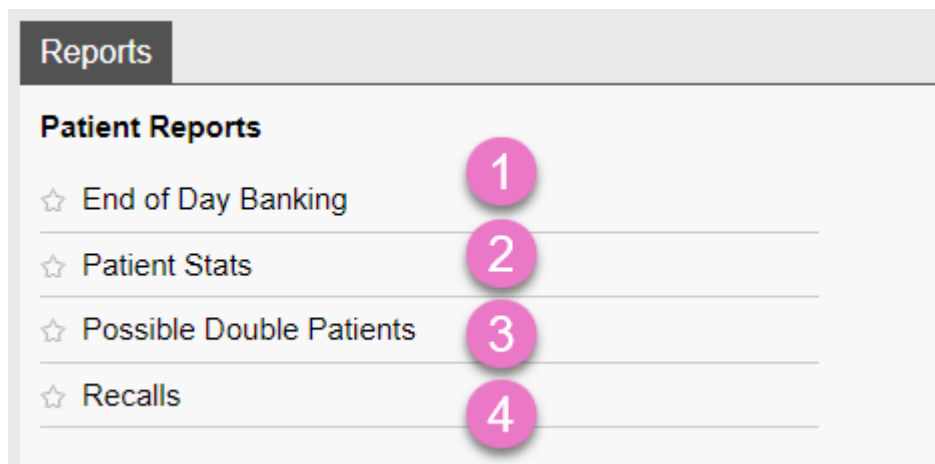 Reports
Patient Reports
End of Day Banking
1
Patient Stats
2
Possible Double Patients
3
Recalls
4